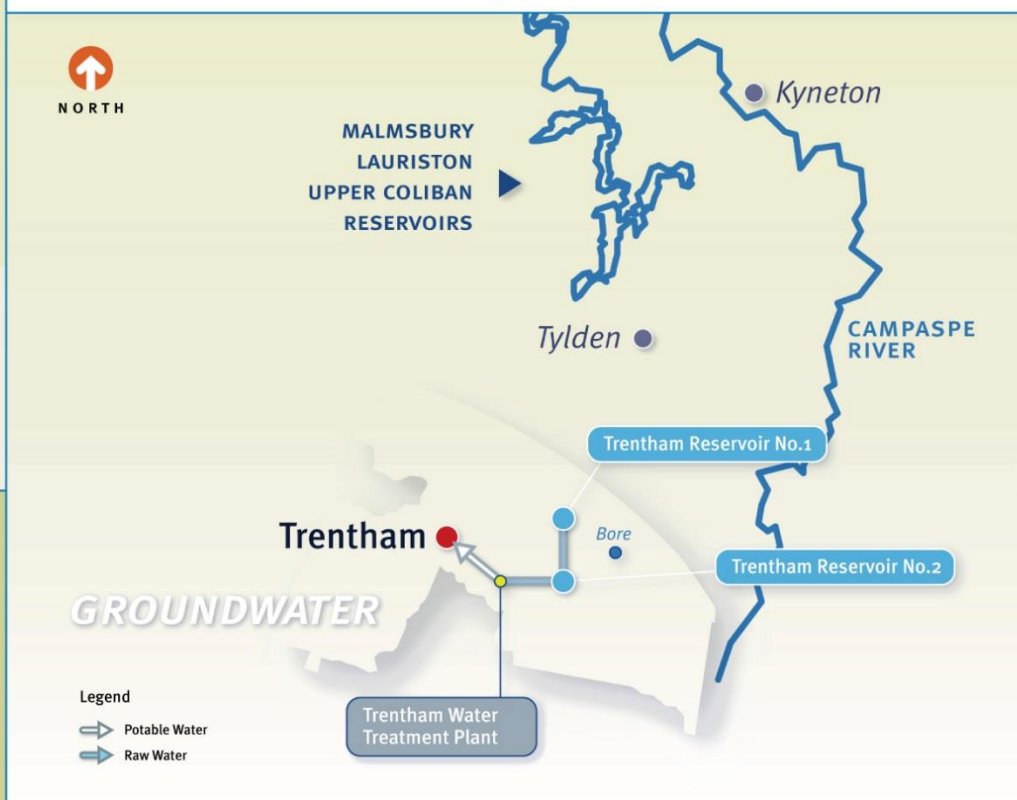 NORTH
Kyneton
MALMSBURY
LAURISTON
UPPER COLIBAN
RESERVOIRS
Tylden
CAMPASPE
RIVER
Trentham Reservoir No.1
Trentham
Bore
Trentham Reservoir No.2
GROUNDWATER
Legend
Potable Water
Raw Water
Trentham Water
Treatment Plant